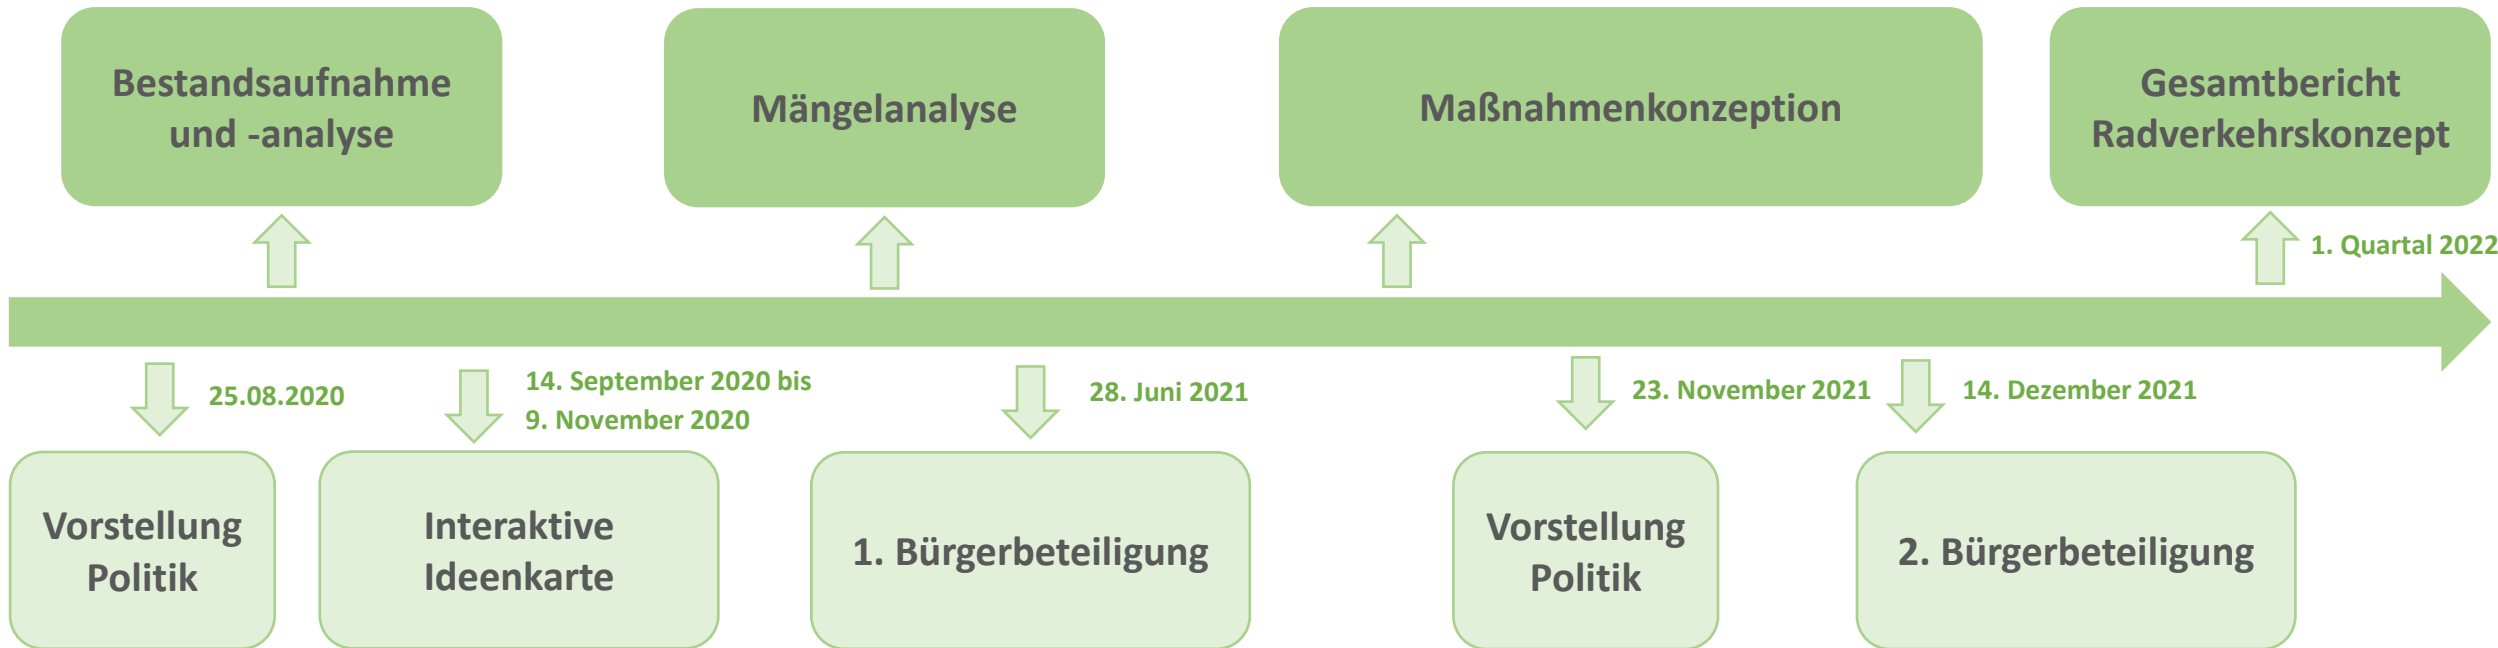 Bestandsaufnahme
und -analyse
Mängelanalyse
Maßnahmenkonzeption
Gesamtbericht
Radverkehrskonzept
1. Quartal 2022
25.08.2020
14. September 2020 bis
9. November 2020
28. Juni 2021
23. November 2021
14. Dezember 2021
Vorstellung
Politik
Interaktive
Ideenkarte
1. Bürgerbeteiligung
Vorstellung
Politik
2. Bürgerbeteiligung